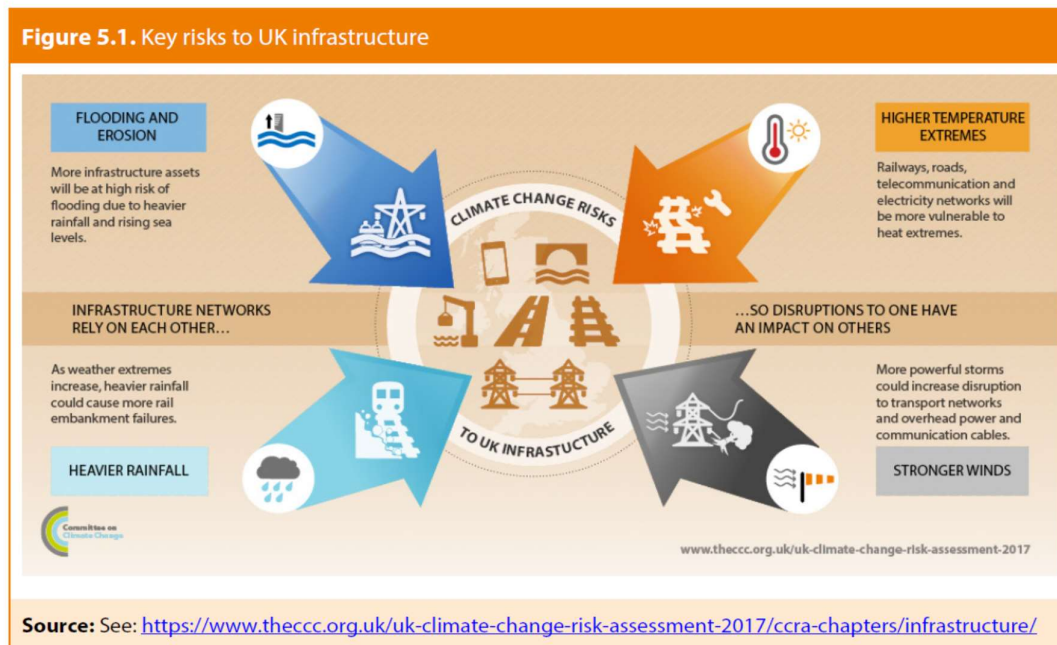 Figure 5.1. Key risks to UK infrastructure
FLOODING AND
EROSION
More infrastructure assets
will be at high risk of
flooding due to heavier
rainfall and rising sea
levels.
HIGHER TEMPERATURE
EXTREMES
Railways, roads,
telecommunication and
electricity networks will
be more vulnerable to
heat extremes.
CLIMATE CHANGE RISKS
INFRASTRUCTURE NETWORKS
RELY ON EACH OTHER…
…SO DISRUPTIONS TO ONE HAVE
AN IMPACT ON OTHERS
As weather extremes
increase, heavier rainfall
could cause more rail
embankment failures.
HEAVIER RAINFALL
TO UK INFRASTUCTURE
More powerful storms
could increase disruption
to transport networks
and overhead power and
communication cables.
STRONGER WINDS
Committee on
Climate Change
www.theccc.org.uk/uk-climate-change-risk-assessment-2017
Source: See: https://www.theccc.org.uk/uk-climate-change-risk-assessment-2017/ccra-chapters/infrastructure/